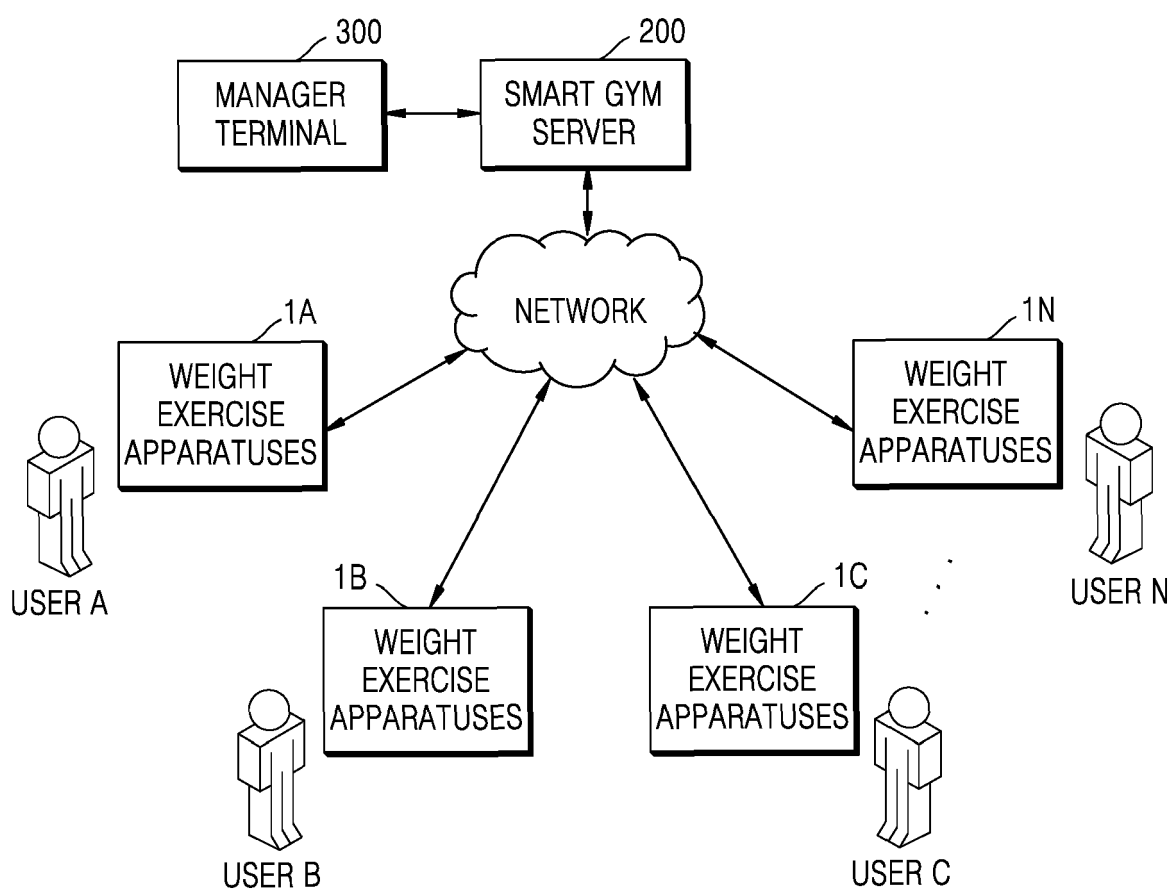 300
200
MANAGER
TERMINAL
SMART GYM
SERVER
NETWORK
1A
WEIGHT
EXERCISE
APPARATUSES
USER A
1N
WEIGHT
EXERCISE
APPARATUSES
USER N
1B
WEIGHT
EXERCISE
APPARATUSES
USER B
1C
WEIGHT
EXERCISE
APPARATUSES
USER C